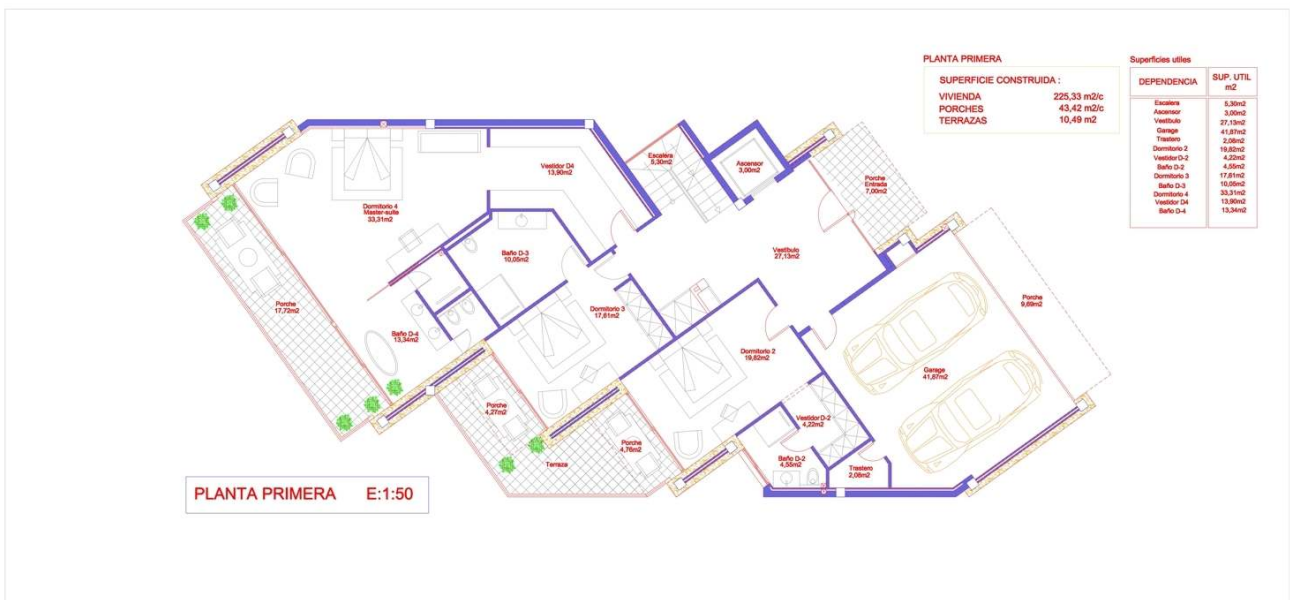 PLANTA PRIMERA
SUPERFICIE CONSTRUIDA :
VIVIENDA 225,33 m2/c
PORCHES 43,42 m2/c
TERRAZAS 10,49 m2
Superficies utiles
DEPENDENCIA SUP. UTIL
m2
Escalera 5,30m2
Ascensor 3,00m2
Vestíbulo 27,13m2
Garage 41,87m2
Trastero 2,08m2
Dormitorio 2 19,82m2
Vestidor D-2 4,22m2
Baño D-2 4,55m2
Dormitorio 3 17,81m2
Baño D-3 10,05m2
Dormitorio 4 33,31m2
Vestidor D4 13,90m2
Baño D-4 13,34m2
Escalera
5,30m2
Ascensor
3,00m2
Vestidor D4
13,90m2
Porche
Entrada
7,00m2
Dormitorio 4
Master-suite
33,31m2
Baño D-3
10,05m2
Vestíbulo
27,13m2
Porche
17,72m2
Dormitorio 3
17,81m2
Porche
9,69m2
Baño D-4
13,34m2
Dormitorio 2
19,82m2
Garage
41,87m2
Porche
4,27m2
Vestidor D-2
4,22m2
Porche
4,76m2
Terraza
Baño D-2
4,55m2
Trastero
2,08m2
PLANTA PRIMERA E:1:50